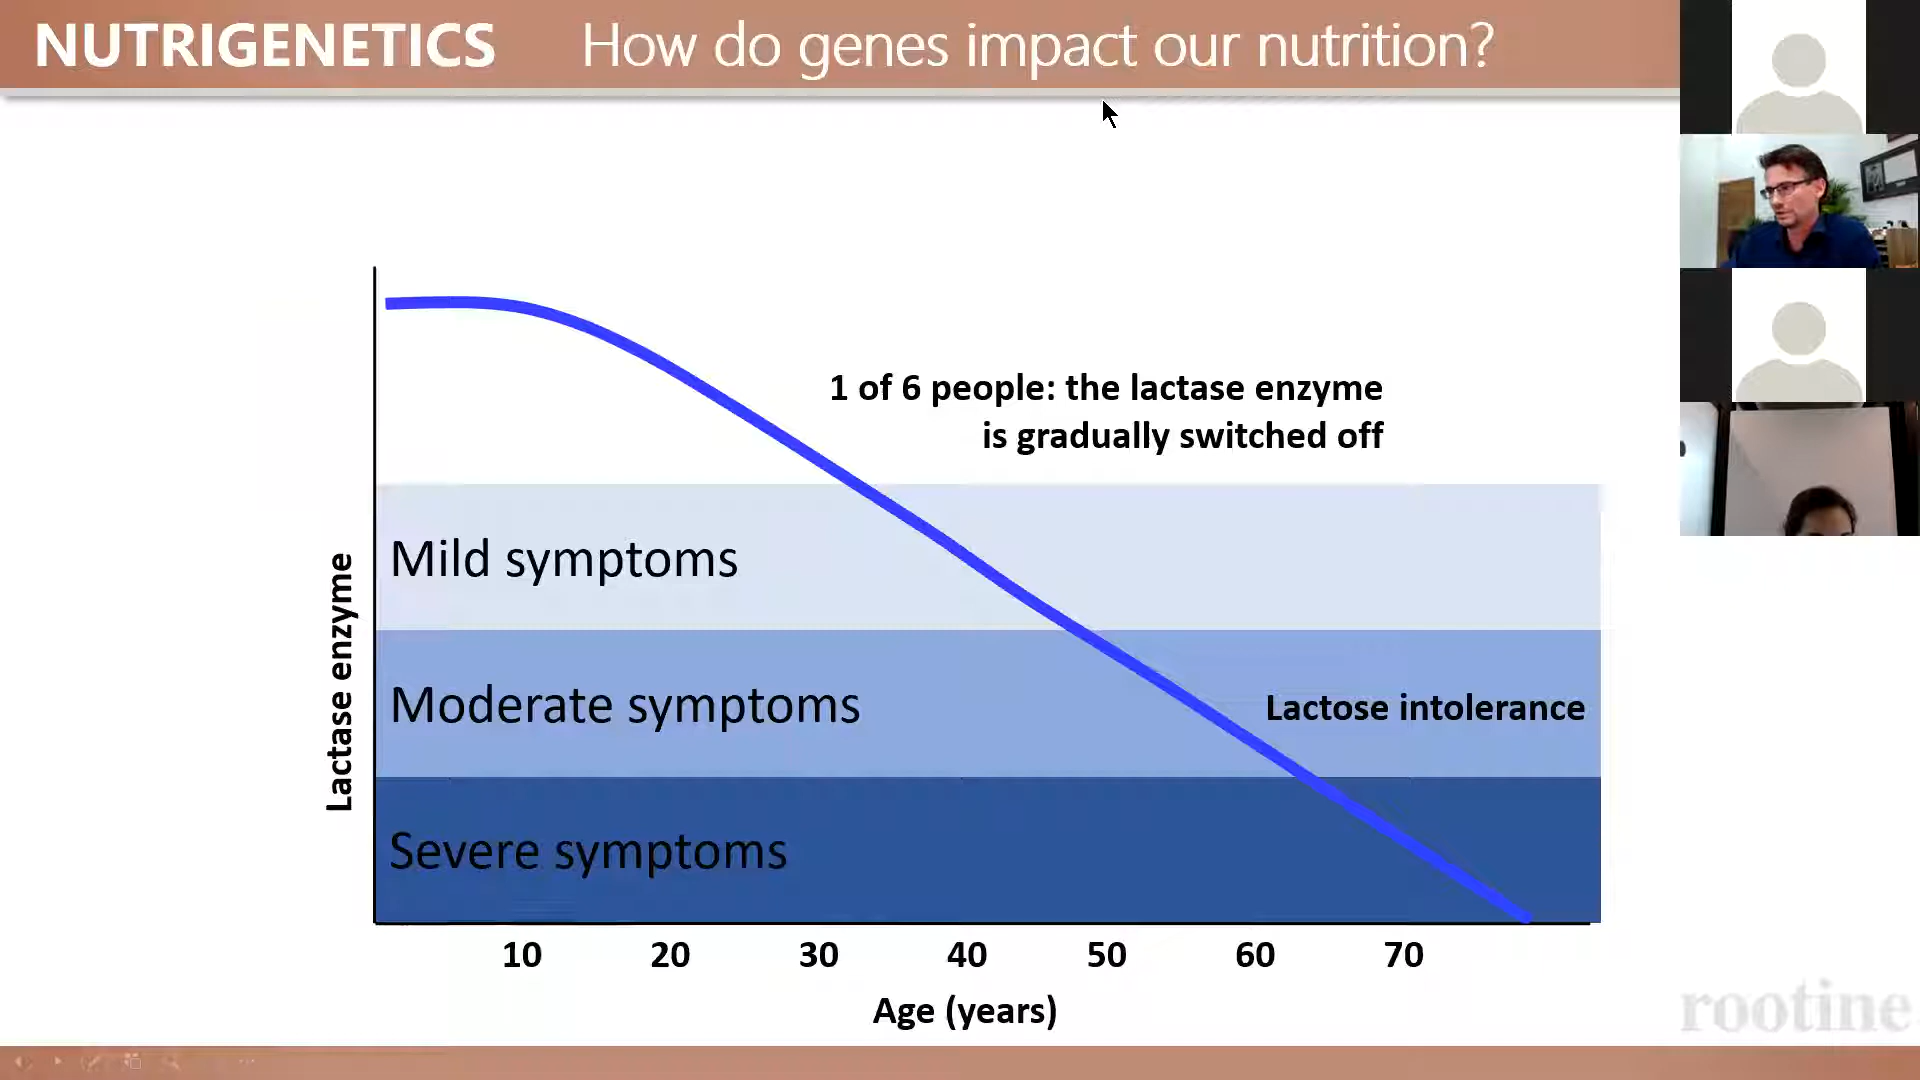 NUTRIGENETICS How do genes impact our nutrition?
1 of 6 people: the lactase enzyme
is gradually switched off
Mild symptoms
Moderate symptoms
Lactose intolerance
Severe symptoms
Lactase enzyme
10 20 30 40 50 60 70
Age (years)
rootine